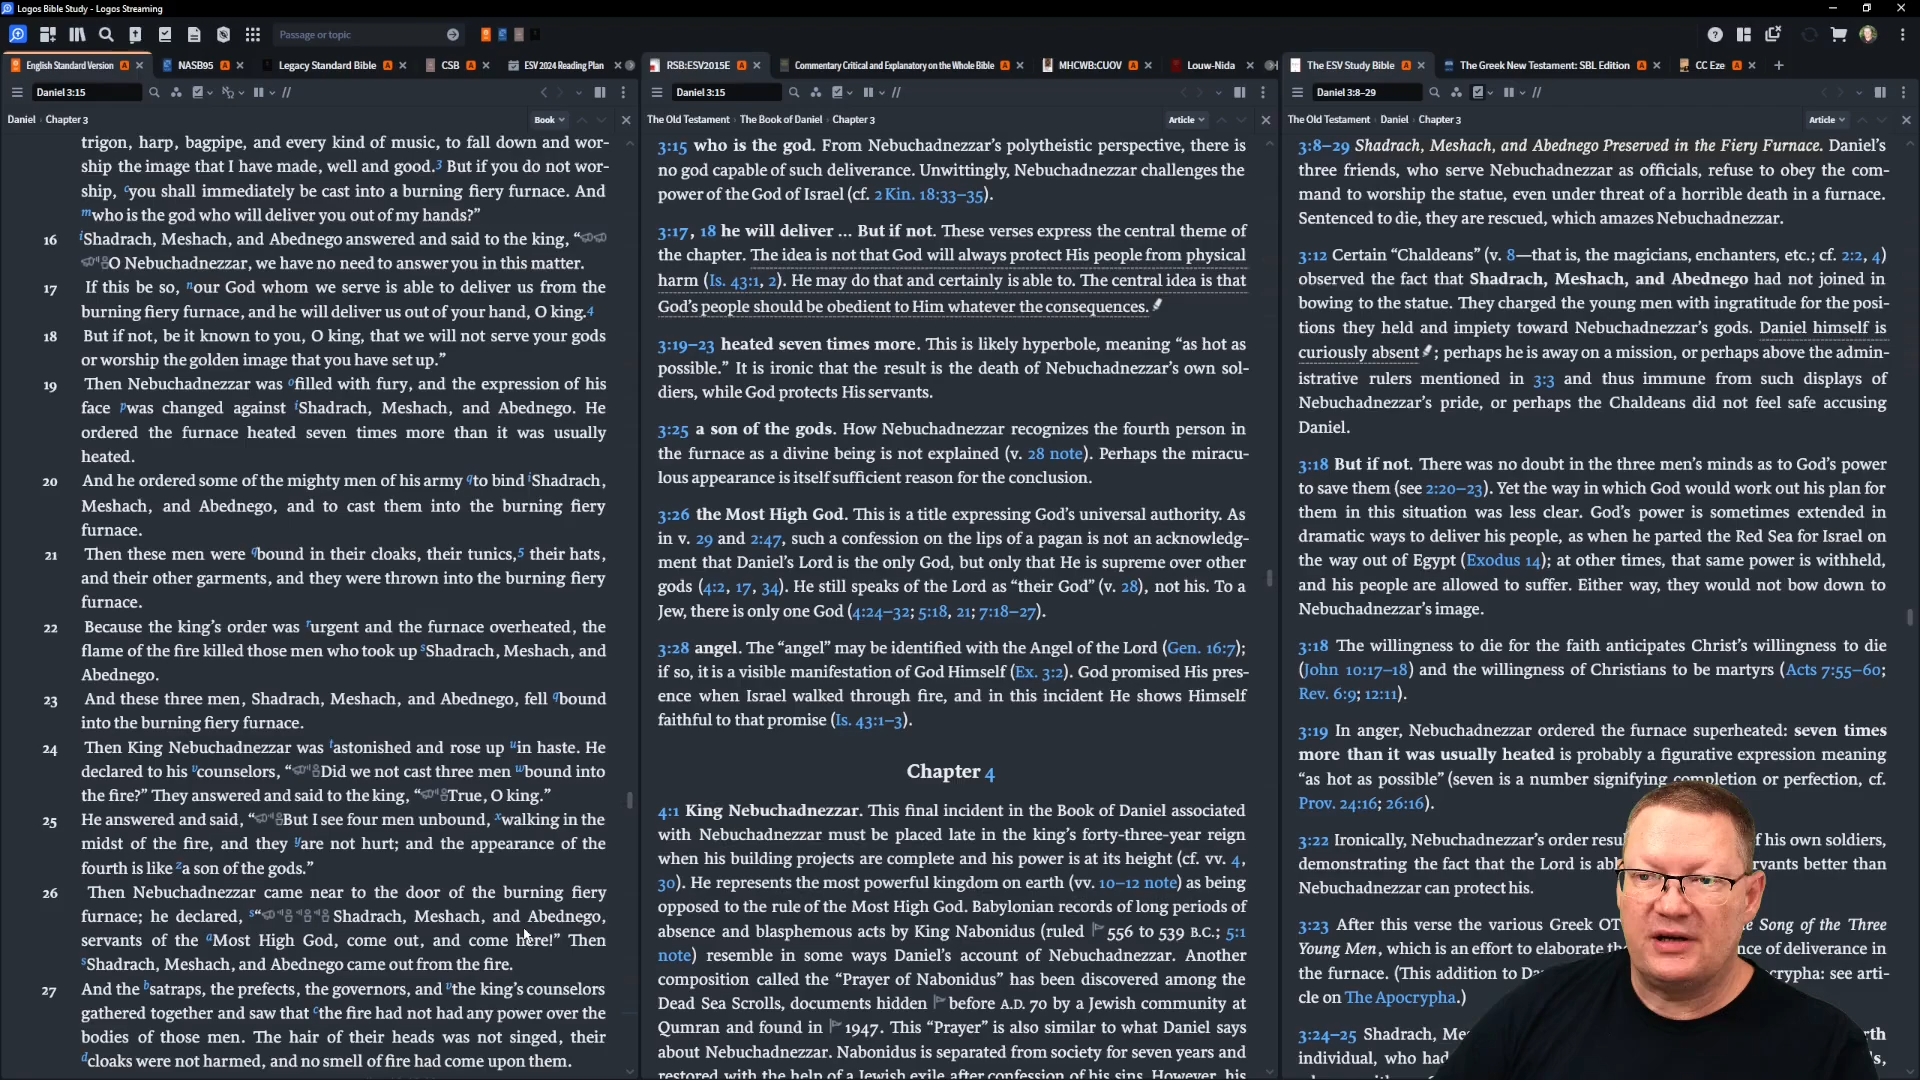 Logos Bible Study - Logos Streaming
Passage or topic
English Standard Version A
NASB95 A
Legacy Standard Bible A
CSB A
ESV 2024 Reading Plan
RSB:ESV2015E A
Commentary Critical and Explanatory on the Whole Bible A
MHCWB:CUOV A
Louw-Nida
The ESV Study Bible A
The Greek New Testament: SBL Edition A
CC Eze A
Daniel 3:15
Daniel 3:15
Daniel 3:8–29
Daniel › Chapter 3
Book
The Old Testament › The Book of Daniel › Chapter 3
Article
The Old Testament › Daniel › Chapter 3
Article
trigon, harp, bagpipe, and every kind of music, to fall down and wor-
ship the image that I have made, well and good.3 But if you do not wor-
ship, cyou shall immediately be cast into a burning fiery furnace. And
mwho is the god who will deliver you out of my hands?”
16 iShadrach, Meshach, and Abednego answered and said to the king, “
O Nebuchadnezzar, we have no need to answer you in this matter.
17 If this be so, nour God whom we serve is able to deliver us from the
burning fiery furnace, and he will deliver us out of your hand, O king.4
18 But if not, be it known to you, O king, that we will not serve your gods
or worship the golden image that you have set up.”
19 Then Nebuchadnezzar was ofilled with fury, and the expression of his
face pwas changed against iShadrach, Meshach, and Abednego. He
ordered the furnace heated seven times more than it was usually
heated.
20 And he ordered some of the mighty men of his army qto bind iShadrach,
Meshach, and Abednego, and to cast them into the burning fiery
furnace.
21 Then these men were qbound in their cloaks, their tunics,5 their hats,
and their other garments, and they were thrown into the burning fiery
furnace.
22 Because the king’s order was rurgent and the furnace overheated, the
flame of the fire killed those men who took up sShadrach, Meshach, and
Abednego.
23 And these three men, Shadrach, Meshach, and Abednego, fell qbound
into the burning fiery furnace.
24 Then King Nebuchadnezzar was tastonished and rose up uin haste. He
declared to his vcounselors, “Did we not cast three men wbound into
the fire?” They answered and said to the king, “True, O king.”
25 He answered and said, “But I see four men unbound, xwalking in the
midst of the fire, and they yare not hurt; and the appearance of the
fourth is like za son of the gods.”
26 Then Nebuchadnezzar came near to the door of the burning fiery
furnace; he declared, s“Shadrach, Meshach, and Abednego,
servants of the aMost High God, come out, and come here!” Then
sShadrach, Meshach, and Abednego came out from the fire.
27 And the bsatraps, the prefects, the governors, and vthe king’s counselors
gathered together and saw that cthe fire had not had any power over the
bodies of those men. The hair of their heads was not singed, their
dcloaks were not harmed, and no smell of fire had come upon them.
3:15 who is the god. From Nebuchadnezzar’s polytheistic perspective, there is
no god capable of such deliverance. Unwittingly, Nebuchadnezzar challenges the
power of the God of Israel (cf. 2 Kin. 18:33–35).
3:17, 18 he will deliver ... But if not. These verses express the central theme of
the chapter. The idea is not that God will always protect His people from physical
harm (Is. 43:1, 2). He may do that and certainly is able to. The central idea is that
God’s people should be obedient to Him whatever the consequences.
3:19–23 heated seven times more. This is likely hyperbole, meaning “as hot as
possible.” It is ironic that the result is the death of Nebuchadnezzar’s own sol-
diers, while God protects His servants.
3:25 a son of the gods. How Nebuchadnezzar recognizes the fourth person in
the furnace as a divine being is not explained (v. 28 note). Perhaps the miracu-
lous appearance is itself sufficient reason for the conclusion.
3:26 the Most High God. This is a title expressing God’s universal authority. As
in v. 29 and 2:47, such a confession on the lips of a pagan is not an acknowledg-
ment that Daniel’s Lord is the only God, but only that He is supreme over other
gods (4:2, 17, 34). He still speaks of the Lord as “their God” (v. 28), not his. To a
Jew, there is only one God (4:24–32; 5:18, 21; 7:18–27).
3:28 angel. The “angel” may be identified with the Angel of the Lord (Gen. 16:7);
if so, it is a visible manifestation of God Himself (Ex. 3:2). God promised His pres-
ence when Israel walked through fire, and in this incident He shows Himself
faithful to that promise (Is. 43:1–3).
Chapter 4
4:1 King Nebuchadnezzar. This final incident in the Book of Daniel associated
with Nebuchadnezzar must be placed late in the king’s forty-three-year reign
when his building projects are complete and his power is at its height (cf. vv. 4,
30). He represents the most powerful kingdom on earth (vv. 10–12 note) as being
opposed to the rule of the Most High God. Babylonian records of long periods of
absence and blasphemous acts by King Nabonidus (ruled 556 to 539 B.C.; 5:1
note) resemble in some ways Daniel’s account of Nebuchadnezzar. Another
composition called the “Prayer of Nabonidus” has been discovered among the
Dead Sea Scrolls, documents hidden before A.D. 70 by a Jewish community at
Qumran and found in 1947. This “Prayer” is also similar to what Daniel says
about Nebuchadnezzar. Nabonidus is separated from society for seven years and
restored with the help of a Jewish exile after confession of his sins. However, his
3:8–29 Shadrach, Meshach, and Abednego Preserved in the Fiery Furnace. Daniel’s
three friends, who serve Nebuchadnezzar as officials, refuse to obey the com-
mand to worship the statue, even under threat of a horrible death in a furnace.
Sentenced to die, they are rescued, which amazes Nebuchadnezzar.
3:12 Certain “Chaldeans” (v. 8—that is, the magicians, enchanters, etc.; cf. 2:2, 4)
observed the fact that Shadrach, Meshach, and Abednego had not joined in
bowing to the statue. They charged the young men with ingratitude for the posi-
tions they held and impiety toward Nebuchadnezzar’s gods. Daniel himself is
curiously absent; perhaps he is away on a mission, or perhaps above the admin-
istrative rulers mentioned in 3:3 and thus immune from such displays of
Nebuchadnezzar’s pride, or perhaps the Chaldeans did not feel safe accusing
Daniel.
3:18 But if not. There was no doubt in the three men’s minds as to God’s power
to save them (see 2:20–23). Yet the way in which God would work out his plan for
them in this situation was less clear. God’s power is sometimes extended in
dramatic ways to deliver his people, as when he parted the Red Sea for Israel on
the way out of Egypt (Exodus 14); at other times, that same power is withheld,
and his people are allowed to suffer. Either way, they would not bow down to
Nebuchadnezzar’s image.
3:18 The willingness to die for the faith anticipates Christ’s willingness to die
(John 10:17–18) and the willingness of Christians to be martyrs (Acts 7:55–60;
Rev. 6:9; 12:11).
3:19 In anger, Nebuchadnezzar ordered the furnace superheated: seven times
more than it was usually heated is probably a figurative expression meaning
“as hot as possible” (seven is a number signifying completion or perfection, cf.
Prov. 24:16; 26:16).
3:22 Ironically, Nebuchadnezzar’s order resu f his own soldiers,
demonstrating the fact that the Lord is abl rvants better than
Nebuchadnezzar can protect his.
3:23 After this verse the various Greek OT e Song of the Three
Young Men, which is an effort to elaborate th nce of deliverance in
the furnace. (This addition to Da ocrypha: see arti-
cle on The Apocrypha.)
3:24–25 Shadrach, Me rth
individual, who had s,